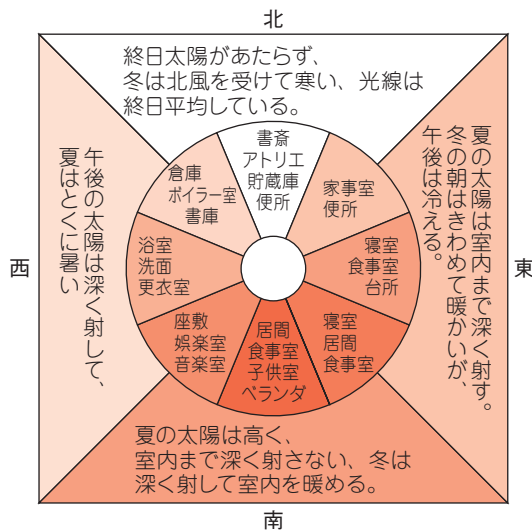 北
終日太陽があたらず、
冬は北風を受けて寒い、光線は
終日平均している。
西
午後の太陽は深く射して、
夏はとくに暑い
東
夏の太陽は室内まで深く射す。
冬の朝はきわめて暖かいが、
午後は冷える。
書斎
アトリエ
貯蔵庫
便所
家事室
便所
寝室
食事室
台所
寝室
居間
食事室
居間
食事室
子供室
ベランダ
座敷
娯楽室
音楽室
浴室
洗面
更衣室
倉庫
ボイラー室
書庫
夏の太陽は高く、
室内まで深く射さない、冬は
深く射して室内を暖める。
南